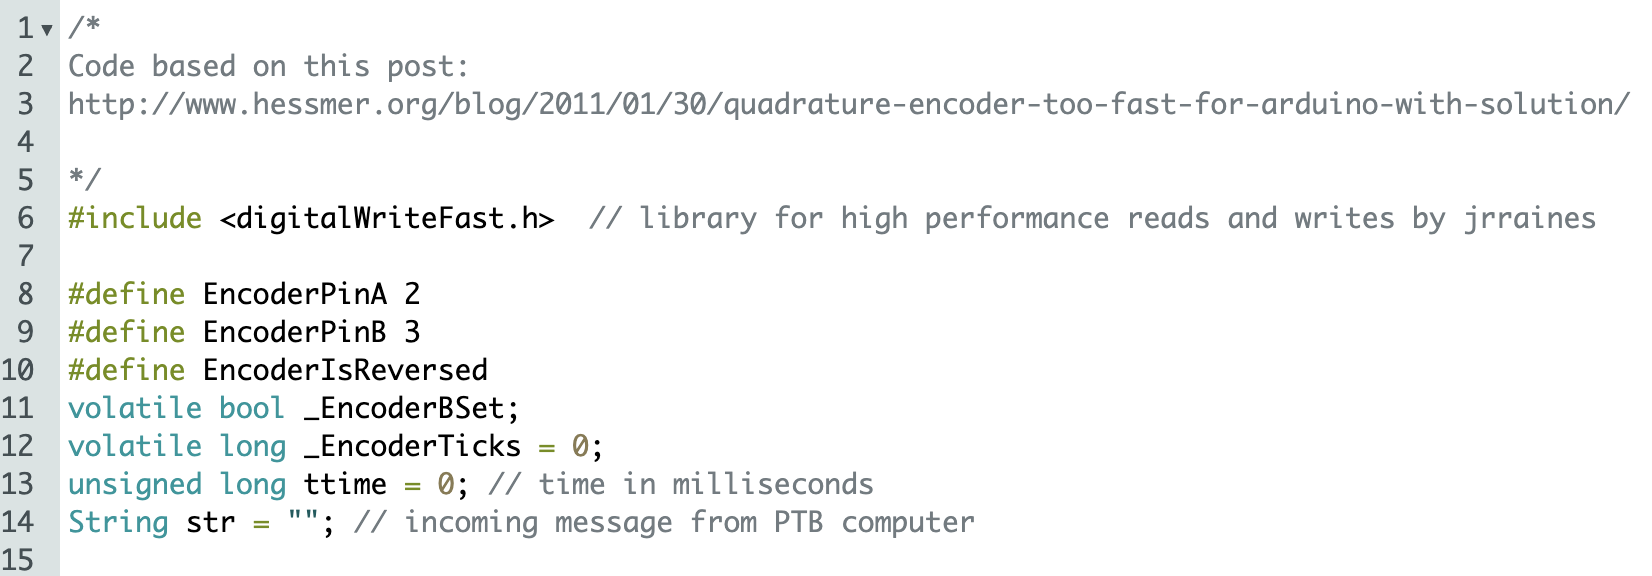 1 /*
2 Code based on this post:
3 http://www.hessmer.org/blog/2011/01/30/quadrature-encoder-too-fast-for-arduino-with-solution/
4
5 */
6 #include <digitalWriteFast.h>  // library for high performance reads and writes by jrraines
7
8 #define EncoderPinA 2
9 #define EncoderPinB 3
10 #define EncoderIsReversed
11 volatile bool _EncoderBSet;
12 volatile long _EncoderTicks = 0;
13 unsigned long ttime = 0; // time in milliseconds
14 String str = ""; // incoming message from PTB computer
15